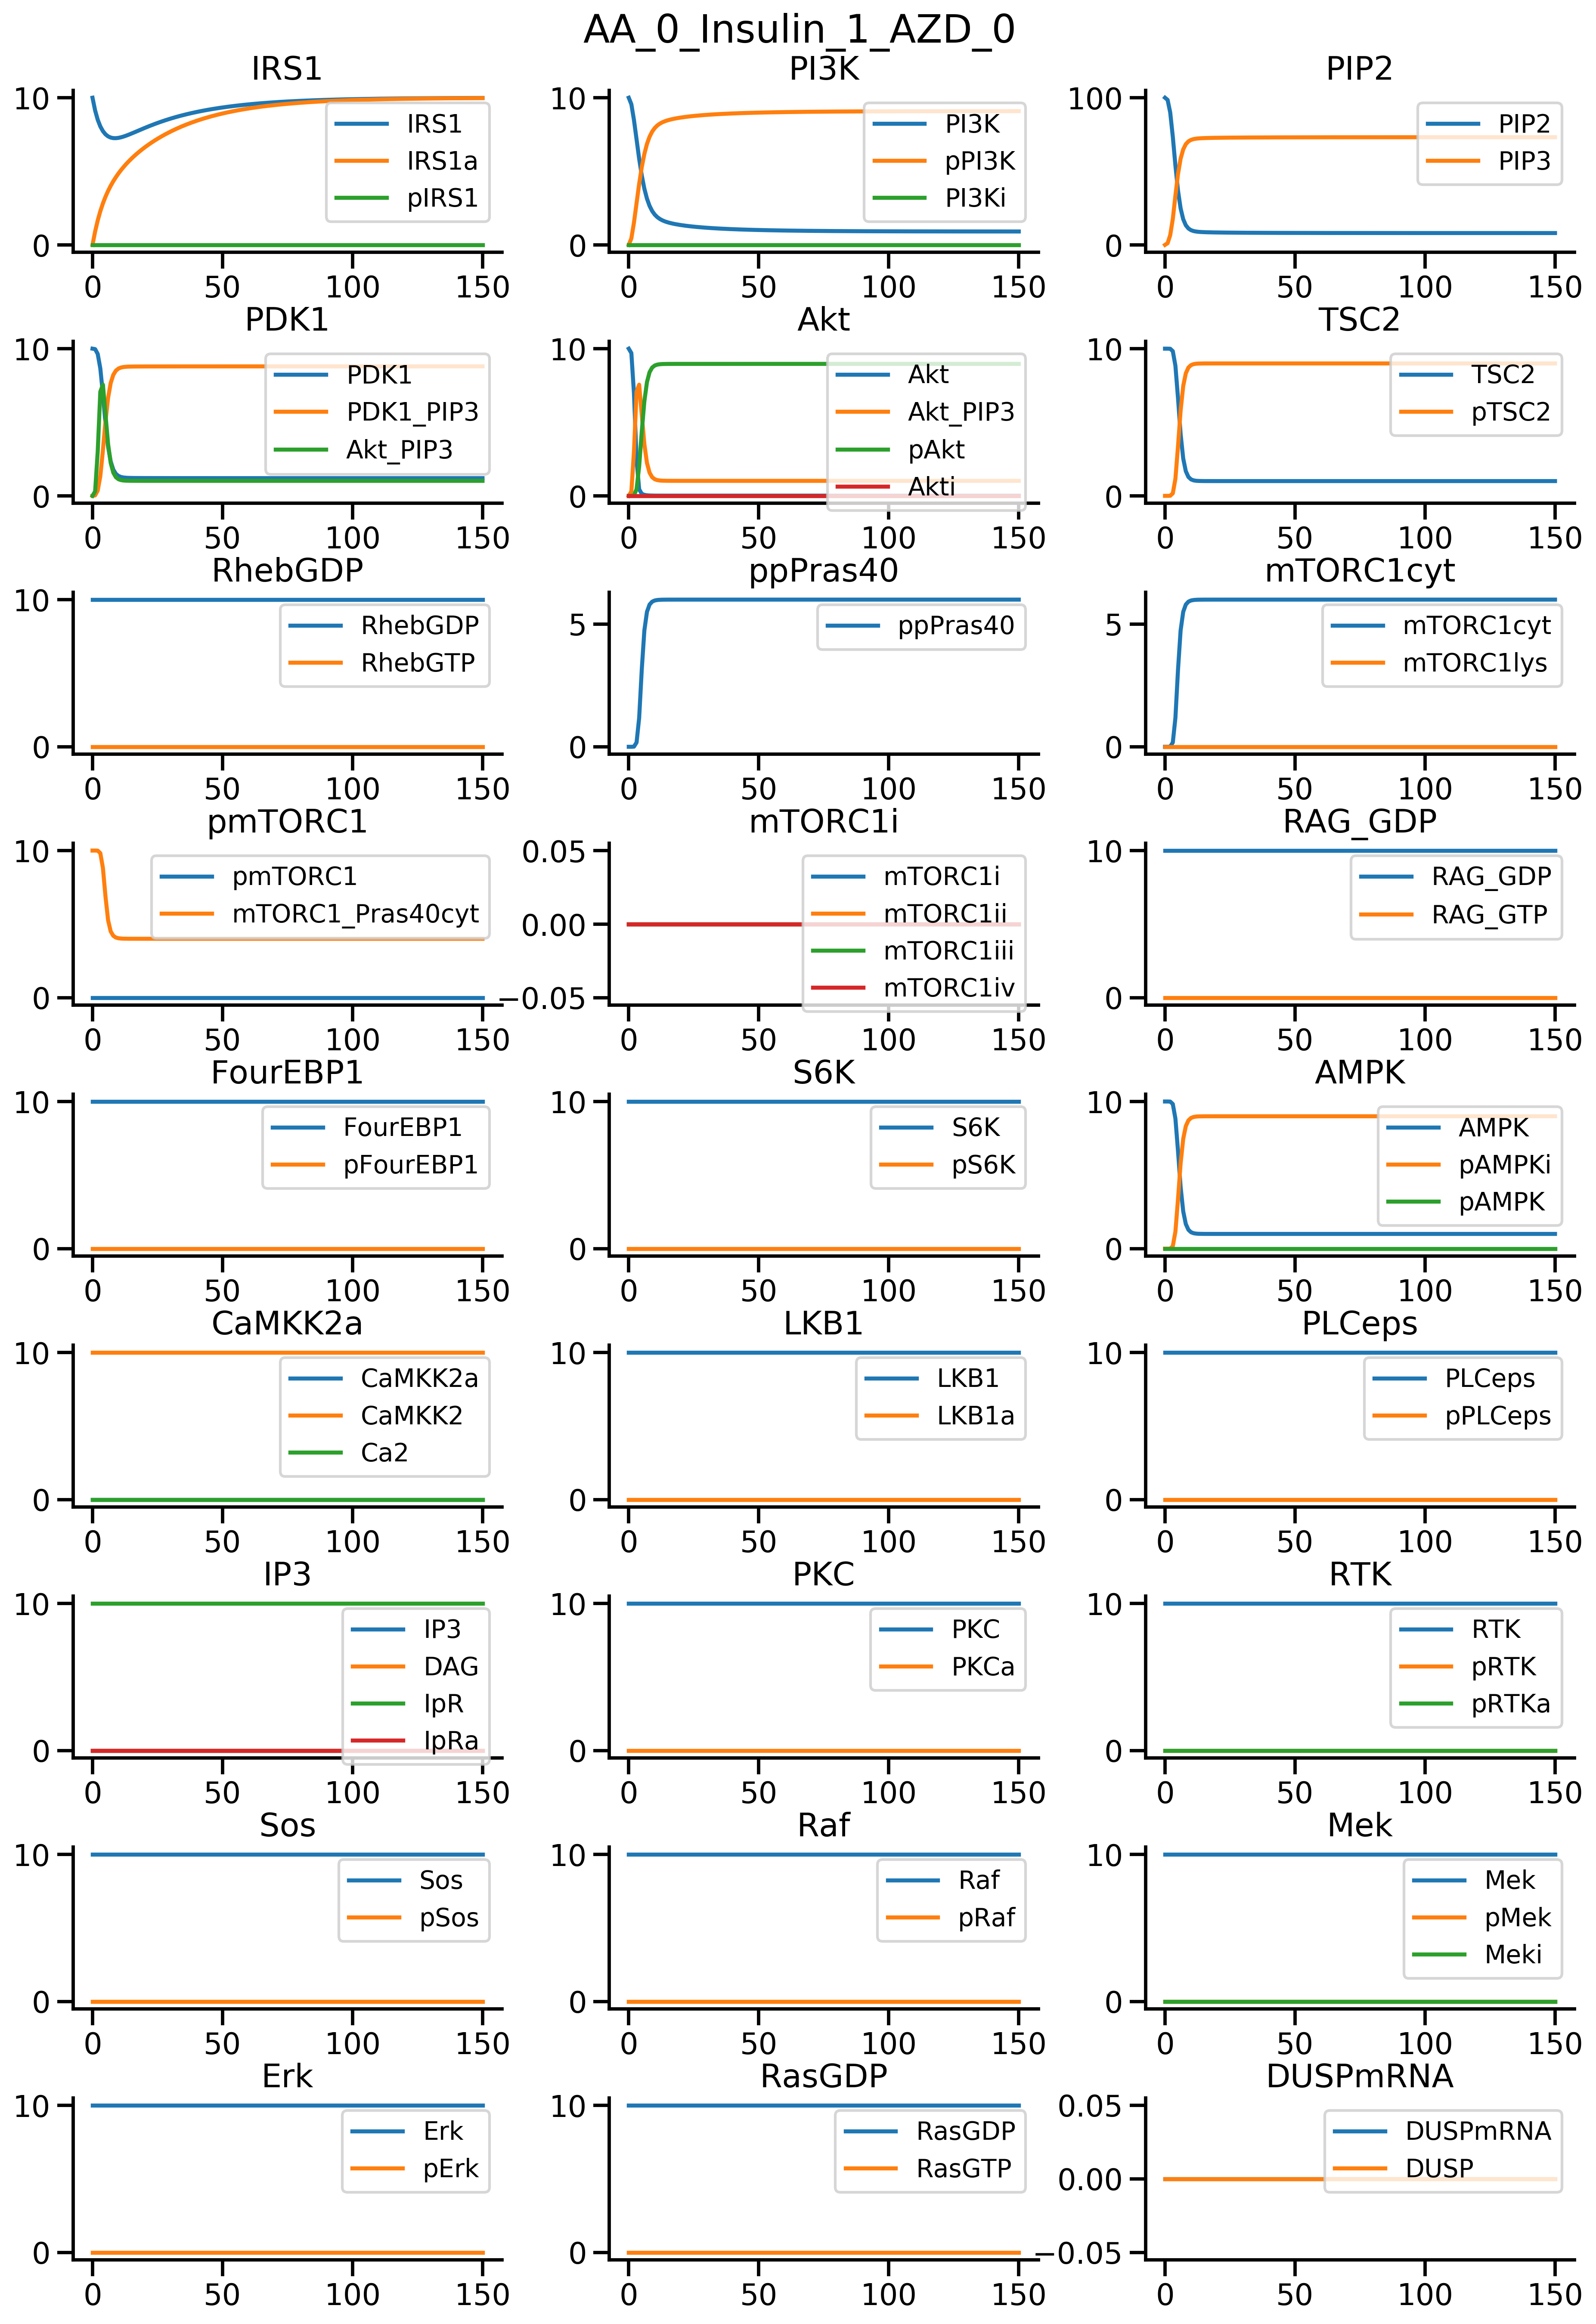 AA_0_Insulin_1_AZD_0
IRS1
10
0
0 50 100 150
IRS1
IRS1a
pIRS1
PI3K
10
0
0 50 100 150
PI3K
pPI3K
PI3Ki
PIP2
100
0
0 50 100 150
PIP2
PIP3
PDK1
10
0
0 50 100 150
PDK1
PDK1_PIP3
Akt_PIP3
Akt
10
0
0 50 100 150
Akt
Akt_PIP3
pAkt
Akti
TSC2
10
0
0 50 100 150
TSC2
pTSC2
RhebGDP
10
0
0 50 100 150
RhebGDP
RhebGTP
ppPras40
5
0
0 50 100 150
ppPras40
mTORC1cyt
5
0
0 50 100 150
mTORC1cyt
mTORC1lys
pmTORC1
10
0
0 50 100 150
pmTORC1
mTORC1_Pras40cyt
mTORC1i
0.05
0.00
−0.05
0 50 100 150
mTORC1i
mTORC1ii
mTORC1iii
mTORC1iv
RAG_GDP
10
0
0 50 100 150
RAG_GDP
RAG_GTP
FourEBP1
10
0
0 50 100 150
FourEBP1
pFourEBP1
S6K
10
0
0 50 100 150
S6K
pS6K
AMPK
10
0
0 50 100 150
AMPK
pAMPKi
pAMPK
CaMKK2a
10
0
0 50 100 150
CaMKK2a
CaMKK2
Ca2
LKB1
10
0
0 50 100 150
LKB1
LKB1a
PLCeps
10
0
0 50 100 150
PLCeps
pPLCeps
IP3
10
0
0 50 100 150
IP3
DAG
IpR
IpRa
PKC
10
0
0 50 100 150
PKC
PKCa
RTK
10
0
0 50 100 150
RTK
pRTK
pRTKa
Sos
10
0
0 50 100 150
Sos
pSos
Raf
10
0
0 50 100 150
Raf
pRaf
Mek
10
0
0 50 100 150
Mek
pMek
Meki
Erk
10
0
0 50 100 150
Erk
pErk
RasGDP
10
0
0 50 100 150
RasGDP
RasGTP
DUSPmRNA
0.05
0.00
−0.05
0 50 100 150
DUSPmRNA
DUSP